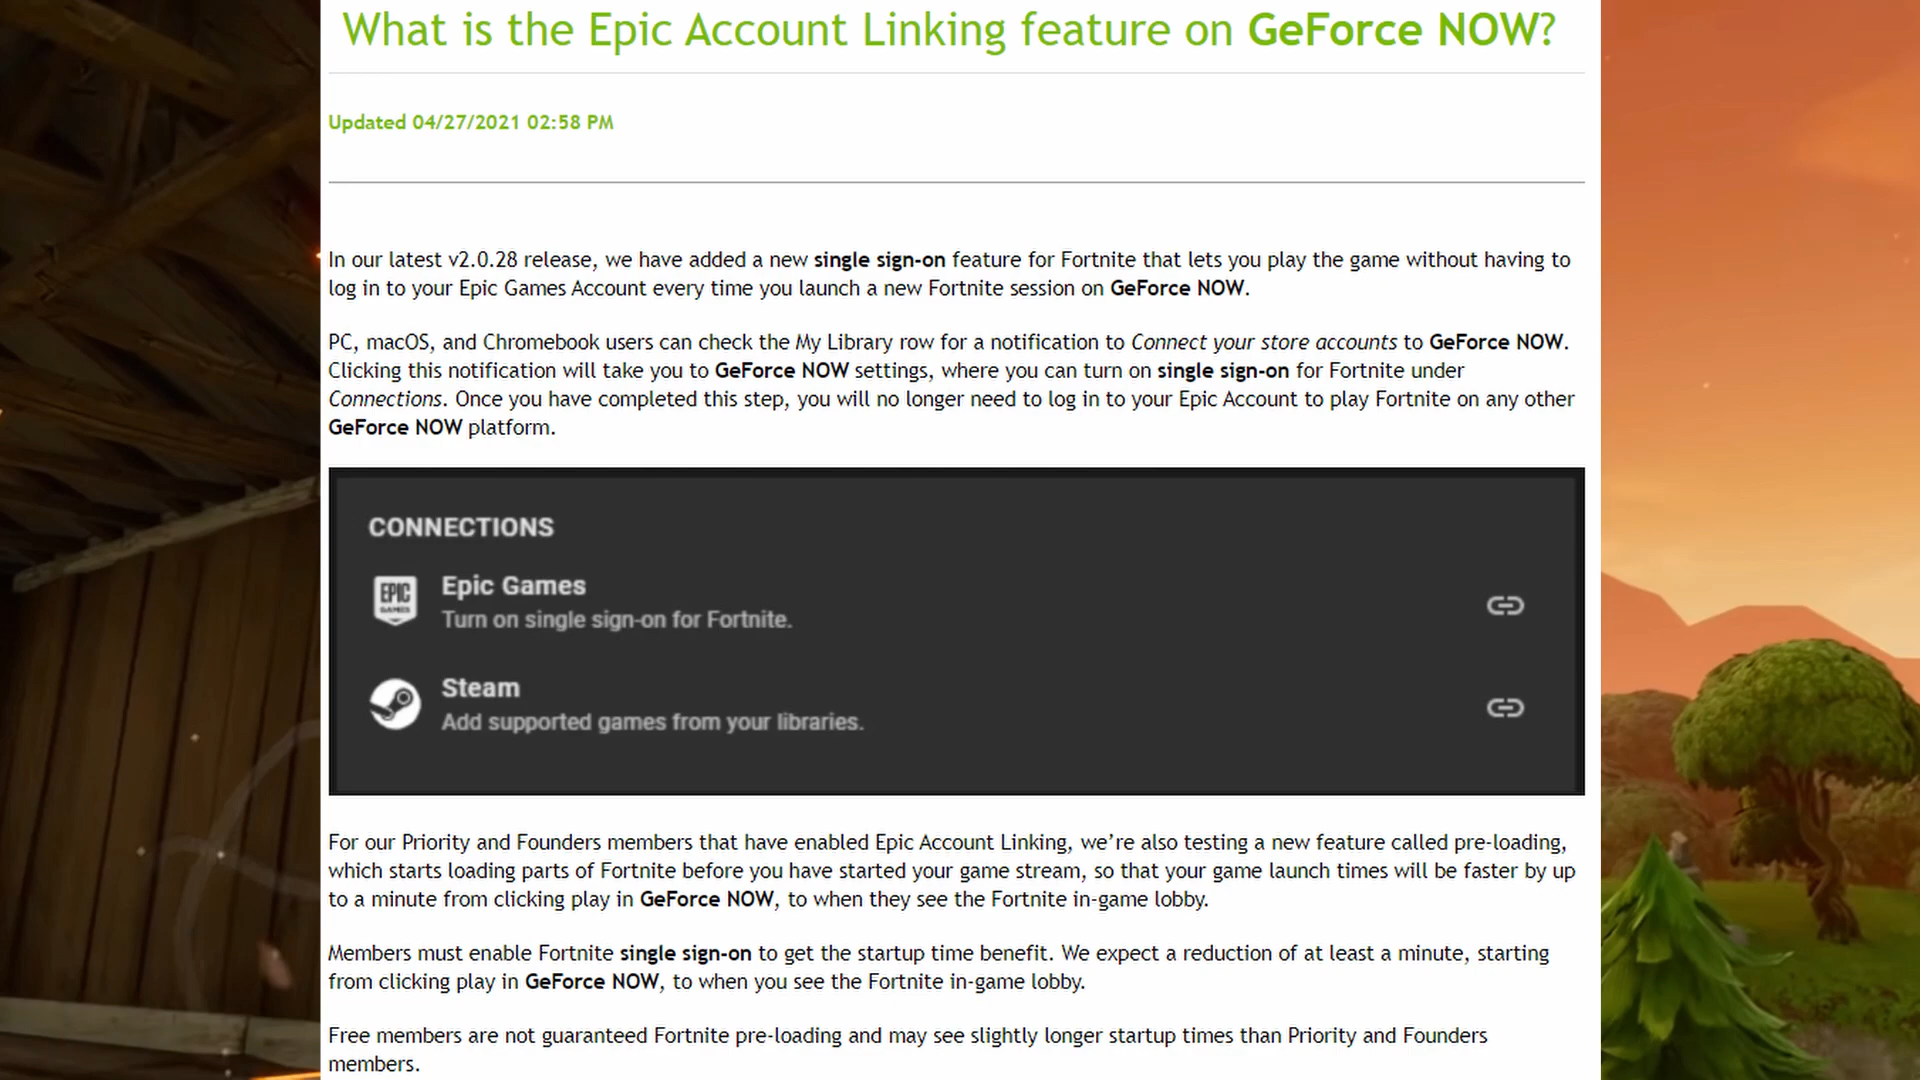 What is the Epic Account Linking feature on GeForce NOW?
Updated 04/27/2021 02:58 PM
In our latest v2.0.28 release, we have added a new single sign-on feature for Fortnite that lets you play the game without having to
log in to your Epic Games Account every time you launch a new Fortnite session on GeForce NOW.
PC, macOS, and Chromebook users can check the My Library row for a notification to Connect your store accounts to GeForce NOW.
Clicking this notification will take you to GeForce NOW settings, where you can turn on single sign-on for Fortnite under
Connections. Once you have completed this step, you will no longer need to log in to your Epic Account to play Fortnite on any other
GeForce NOW platform.
CONNECTIONS
EPIC
GAMES
Epic Games
Turn on single sign-on for Fortnite.
Steam
Add supported games from your libraries.
For our Priority and Founders members that have enabled Epic Account Linking, we’re also testing a new feature called pre-loading,
which starts loading parts of Fortnite before you have started your game stream, so that your game launch times will be faster by up
to a minute from clicking play in GeForce NOW, to when they see the Fortnite in-game lobby.
Members must enable Fortnite single sign-on to get the startup time benefit. We expect a reduction of at least a minute, starting
from clicking play in GeForce NOW, to when you see the Fortnite in-game lobby.
Free members are not guaranteed Fortnite pre-loading and may see slightly longer startup times than Priority and Founders
members.